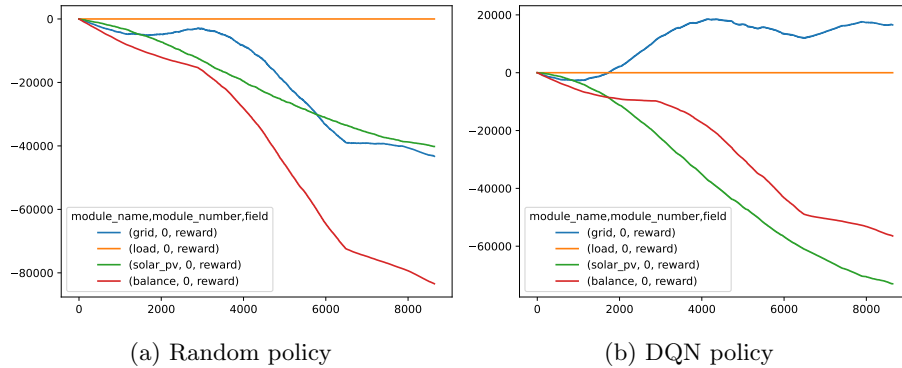 0
−20000
−40000
−60000
−80000
module_name,module_number,field
(grid, 0, reward)
(load, 0, reward)
(solar_pv, 0, reward)
(balance, 0, reward)
0 2000 4000 6000 8000
(a) Random policy
20000
0
−20000
−40000
−60000
module_name,module_number,field
(grid, 0, reward)
(load, 0, reward)
(solar_pv, 0, reward)
(balance, 0, reward)
0 2000 4000 6000 8000
(b) DQN policy